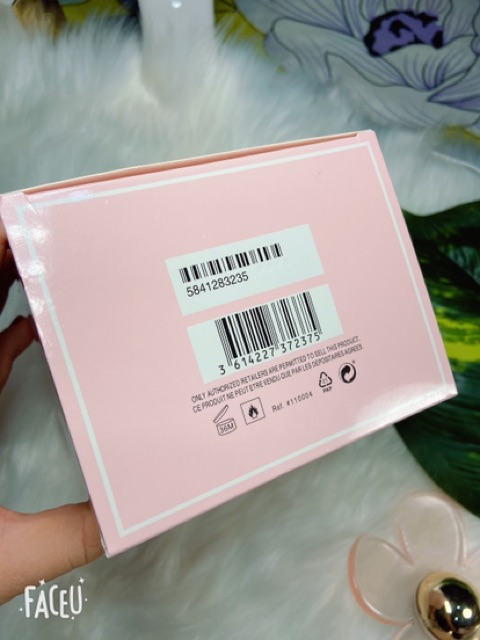 5841283235
3 614227 372375
ONLY AUTHORIZED RETAILERS ARE PERMITTED TO SELL THIS PRODUCT.
CE PRODUIT NE PEUT ETRE VENDU QUE PAR LES DEPOSITAIRES AGREES.
36M
Ref. #110004
PAP
FACEU